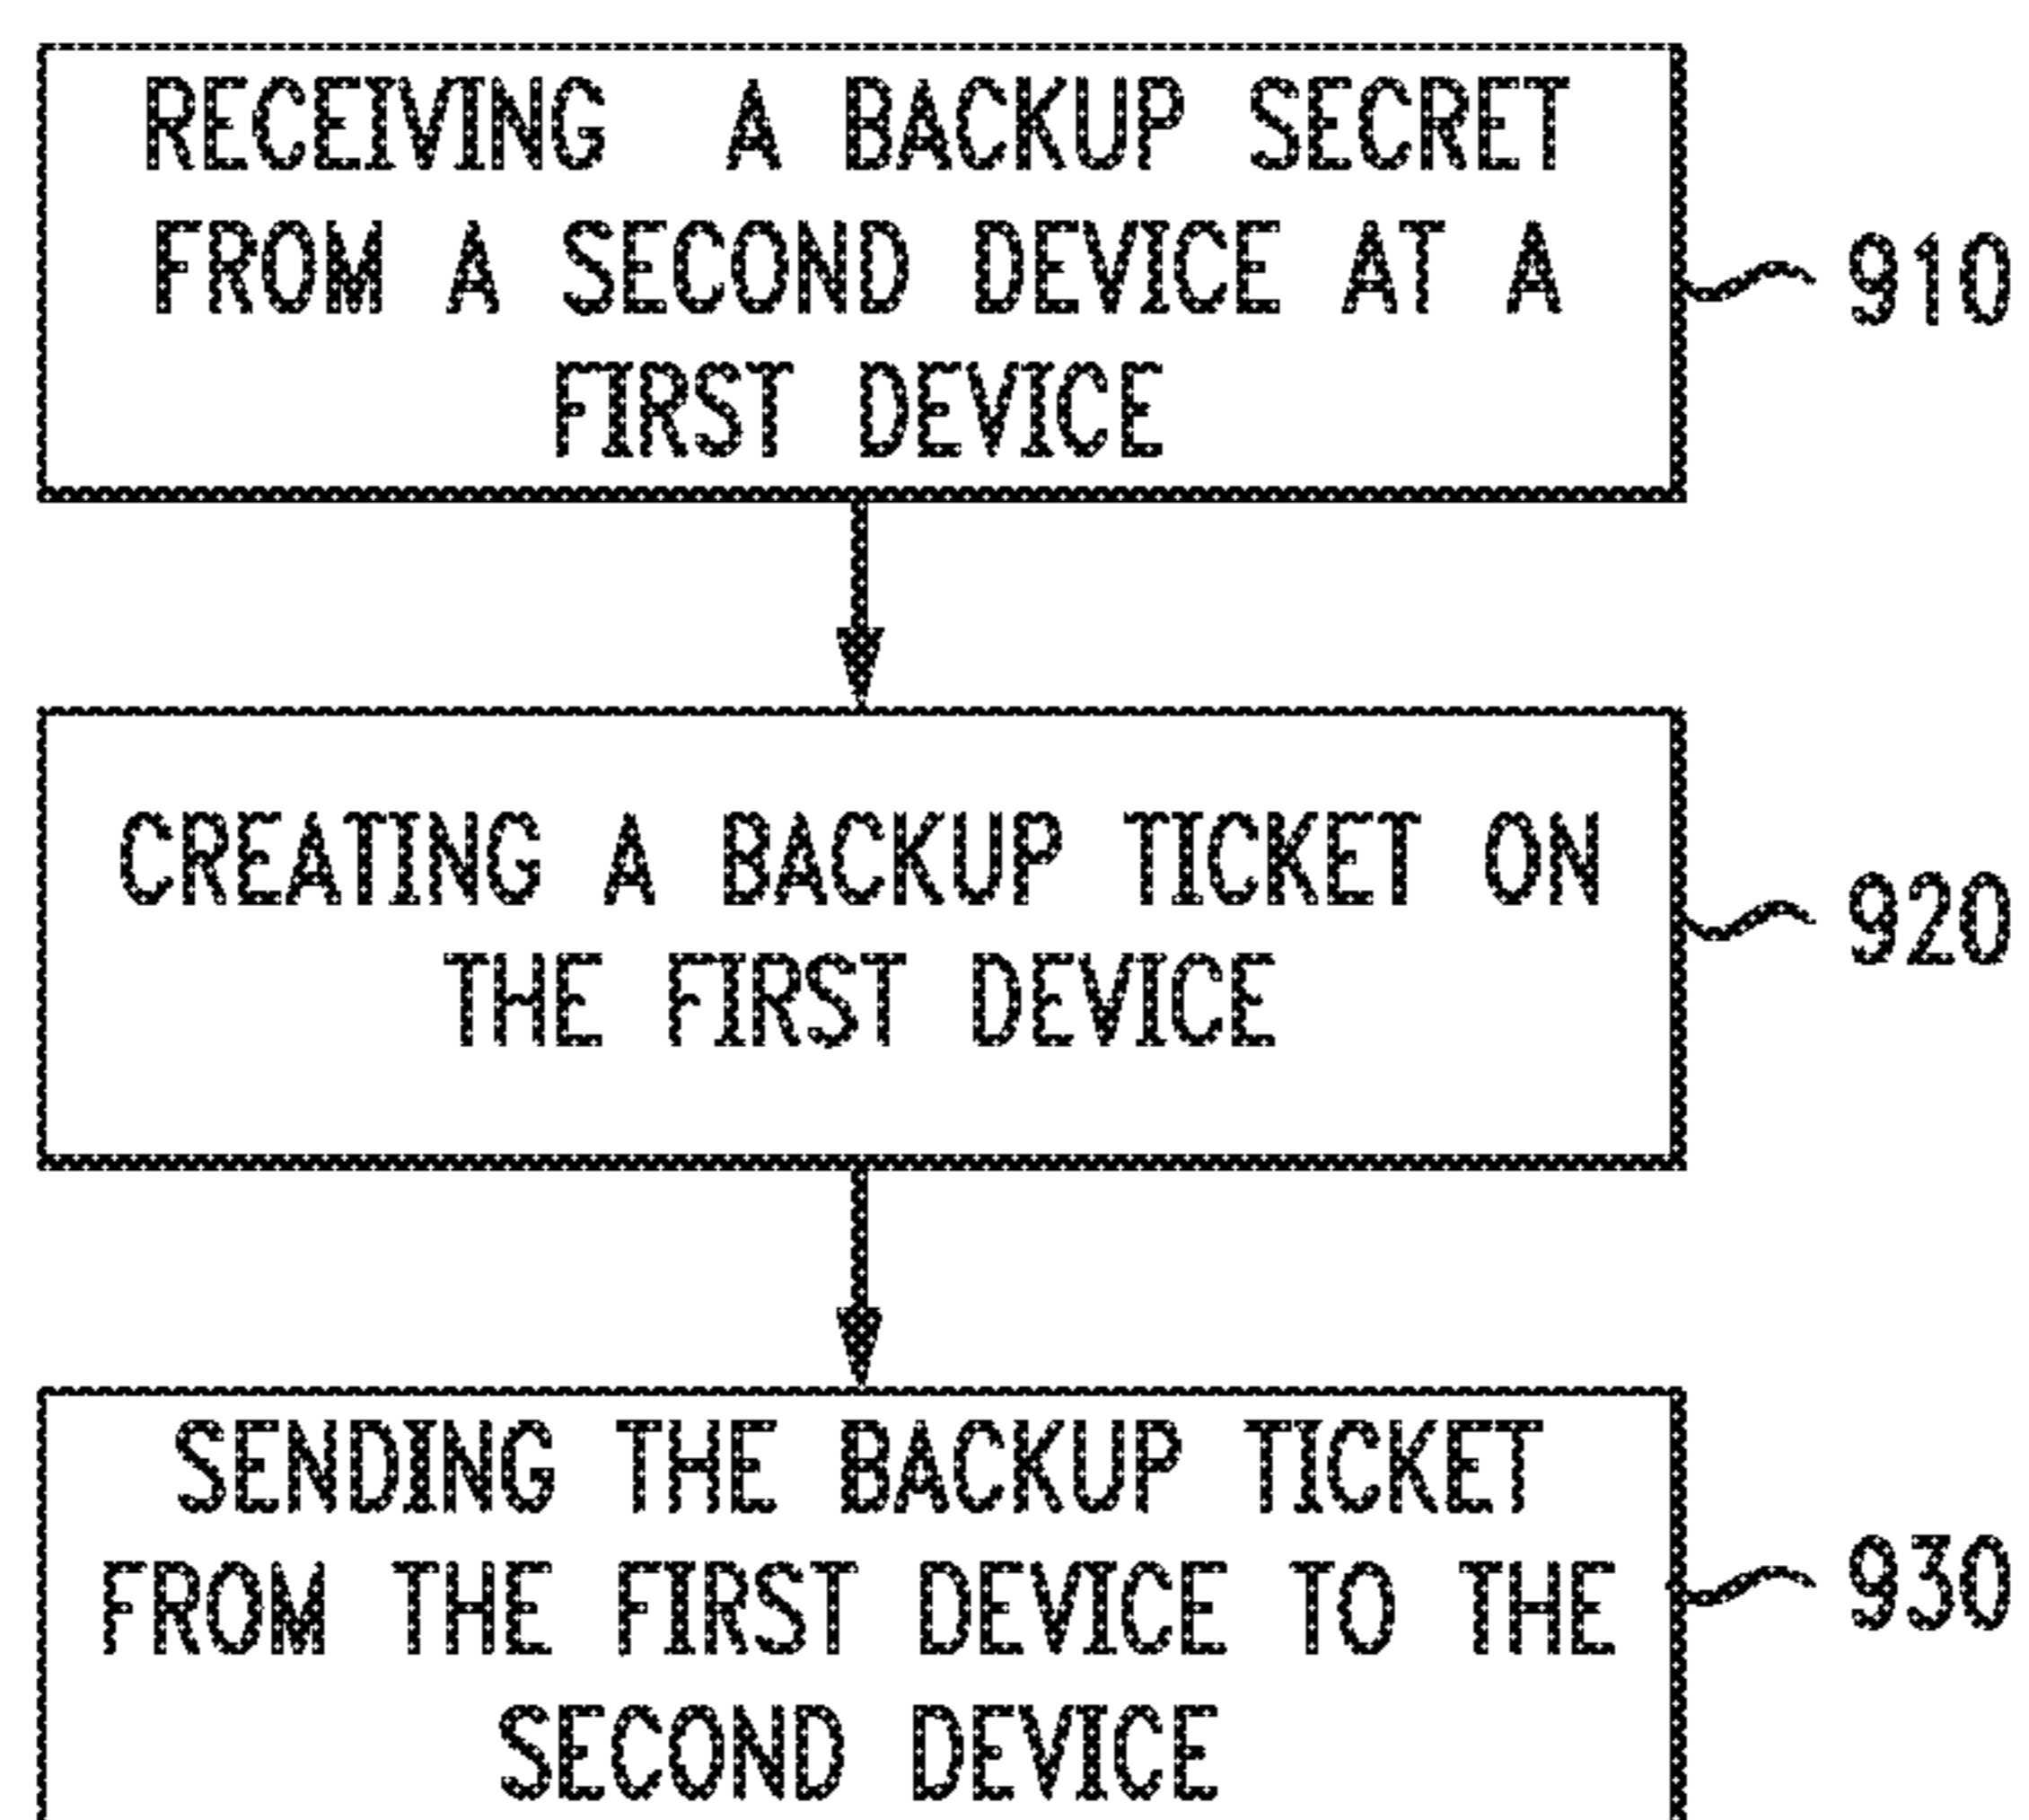 RECEIVING A BACKUP SECRET
FROM A SECOND DEVICE AT A
FIRST DEVICE
910
CREATING A BACKUP TICKET ON
THE FIRST DEVICE
920
SENDING THE BACKUP TICKET
FROM THE FIRST DEVICE TO THE
SECOND DEVICE
930